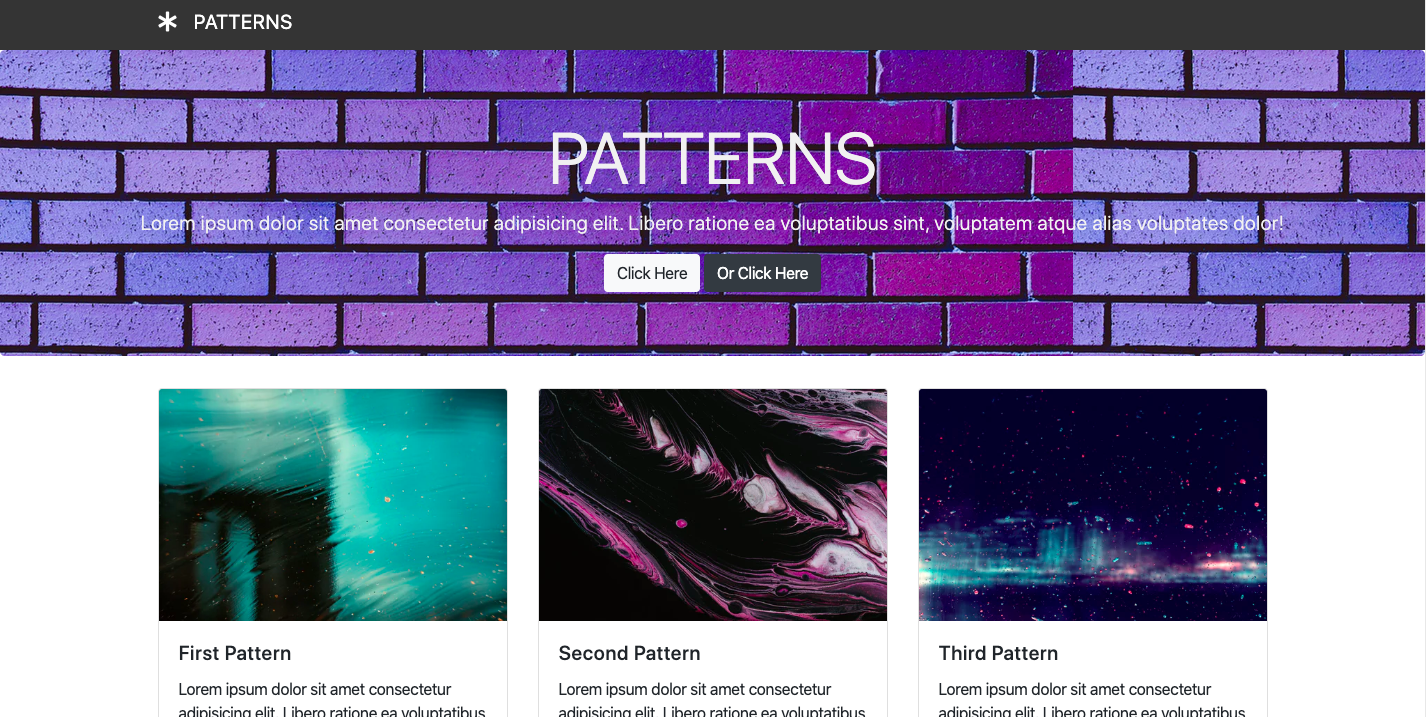 PATTERNS
PATTERNS
Lorem ipsum dolor sit amet consectetur adipisicing elit. Libero ratione ea voluptatibus sint, voluptatem atque alias voluptates dolor!
Click Here
Or Click Here
First Pattern
Lorem ipsum dolor sit amet consectetur
adipisicing elit. Libero ratione ea voluptatibus
Second Pattern
Lorem ipsum dolor sit amet consectetur
adipisicing elit. Libero ratione ea voluptatibus
Third Pattern
Lorem ipsum dolor sit amet consectetur
adipisicing elit. Libero ratione ea voluptatibus